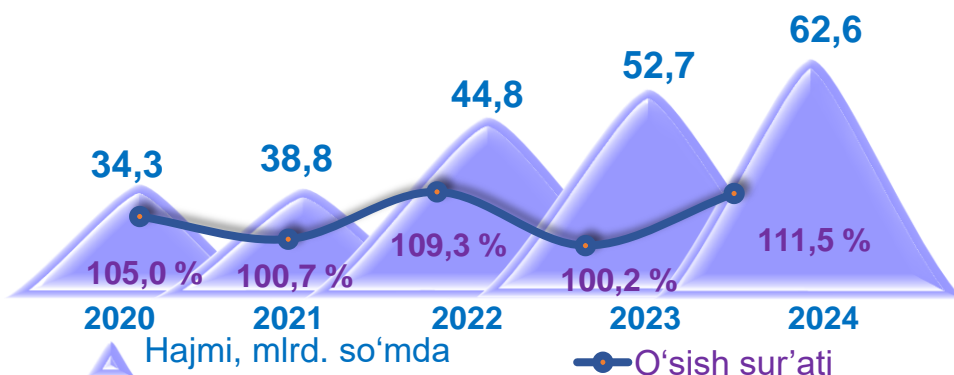 62,6
52,7
44,8
34,3 38,8
105,0 % 100,7 % 109,3 % 100,2 % 111,5 %
2020 2021 2022 2023 2024
Hajmi, mlrd. so‘mda O‘sish sur’ati